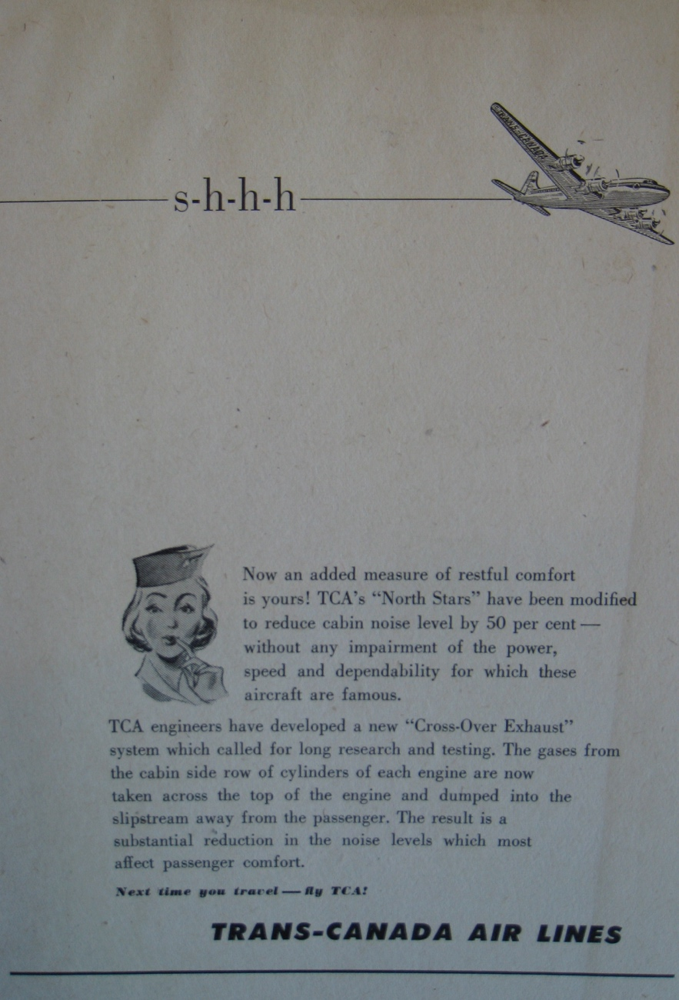 TRANS-CANADA
s-h-h-h
Now an added measure of restful comfort
is yours! TCA's “North Stars” have been modified
to reduce cabin noise level by 50 per cent —
without any impairment of the power,
speed and dependability for which these
aircraft are famous.
TCA engineers have developed a new “Cross-Over Exhaust”
system which called for long research and testing. The gases from
the cabin side row of cylinders of each engine are now
taken across the top of the engine and dumped into the
slipstream away from the passenger. The result is a
substantial reduction in the noise levels which most
affect passenger comfort.
Next time you travel — fly TCA!
TRANS-CANADA AIR LINES